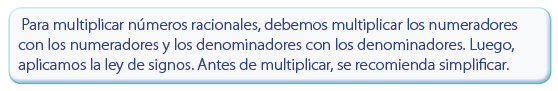 Para multiplicar números racionales, debemos multiplicar los numeradores
con los numeradores y los denominadores con los denominadores. Luego,
aplicamos la ley de signos. Antes de multiplicar, se recomienda simplificar.